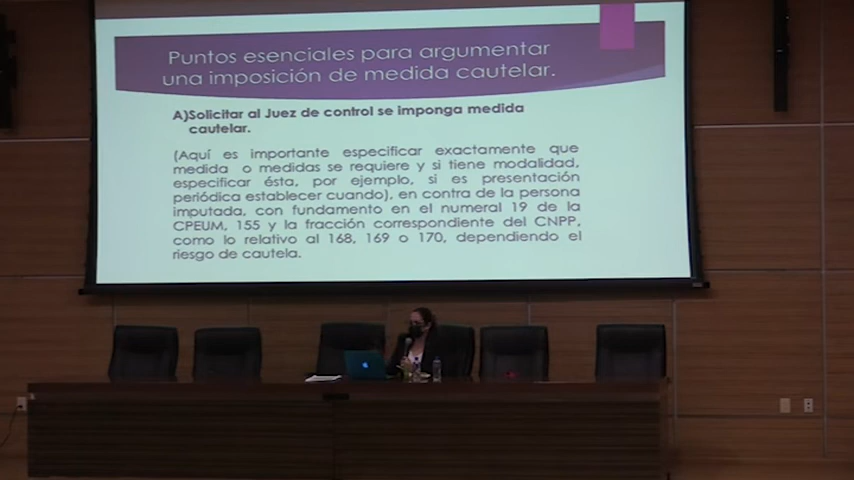 Puntos esenciales para argumentar
una imposición de medida cautelar.
A)Solicitar al Juez de control se imponga medida
cautelar.
(Aquí es importante especificar exactamente que
medida o medidas se requiere y si tiene modalidad,
especificar ésta, por ejemplo, si es presentación
periódica establecer cuando), en contra de la persona
imputada, con fundamento en el numeral 19 de la
CPEUM, 155 y la fracción correspondiente del CNPP,
como lo relativo al 168, 169 o 170, dependiendo el
riesgo de cautela.